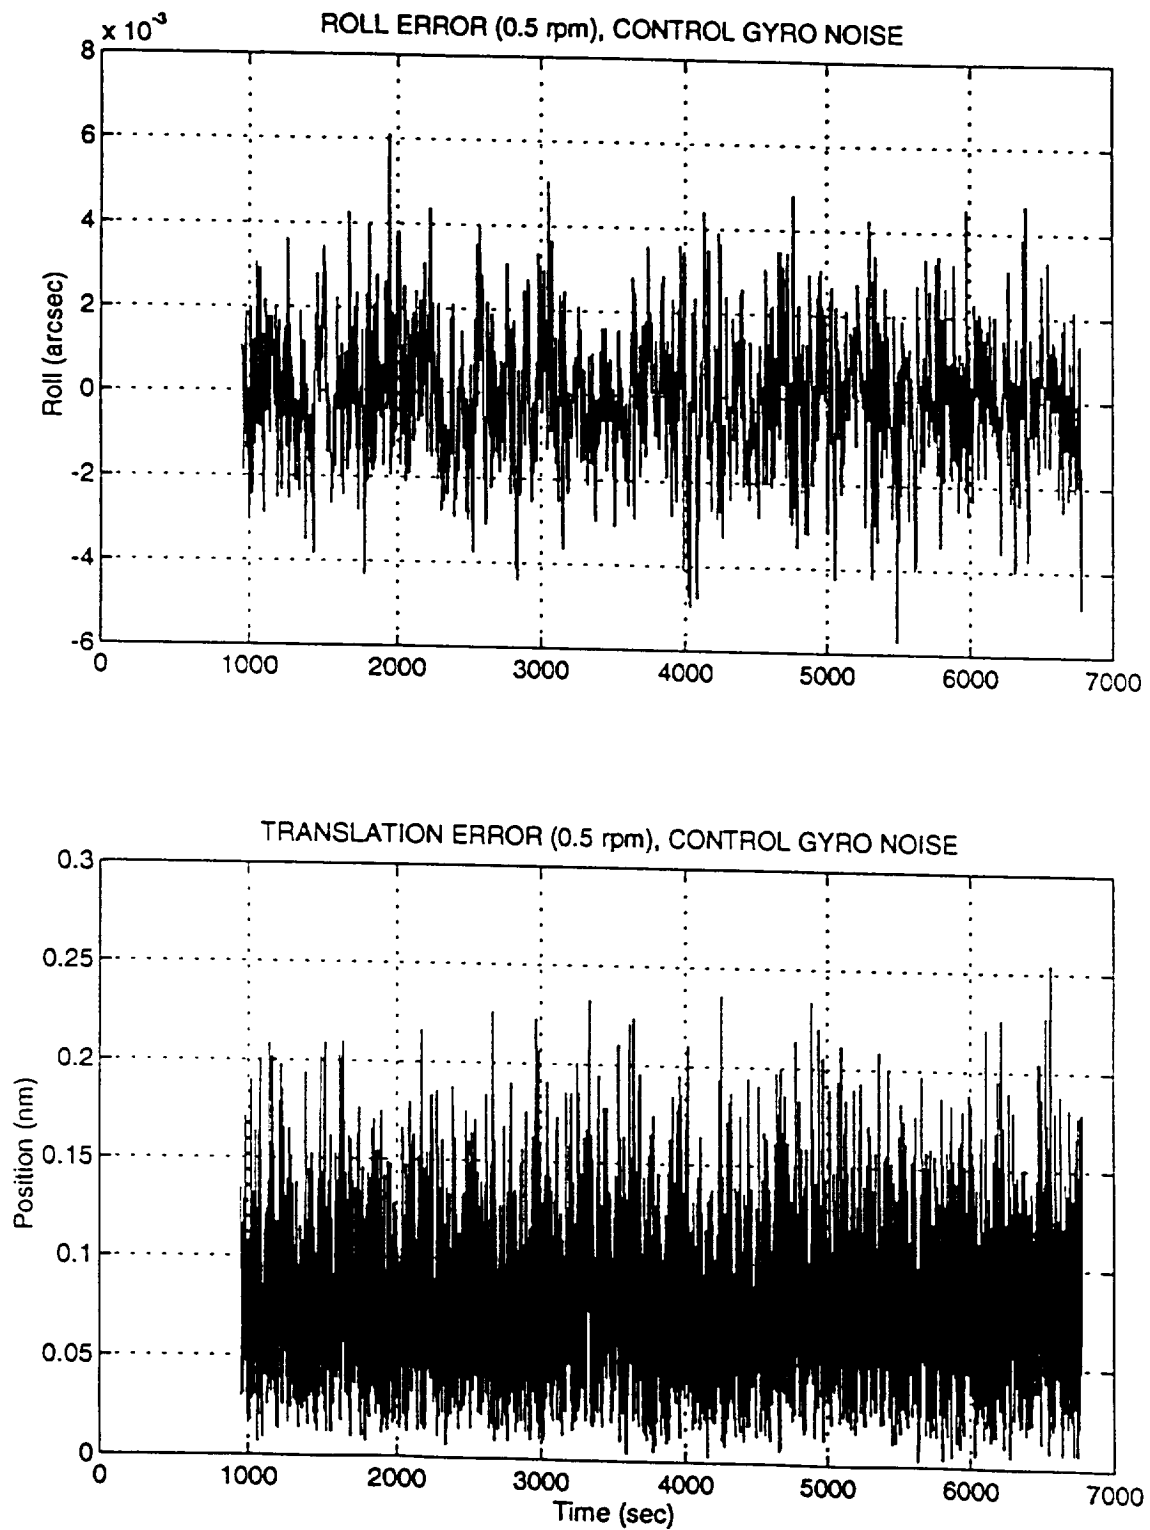 ROLL ERROR (0.5 rpm), CONTROL GYRO NOISE
x 10-3
8
6
4
2
0
-2
-4
-6
Roll (arcsec)
0 1000 2000 3000 4000 5000 6000 7000
TRANSLATION ERROR (0.5 rpm), CONTROL GYRO NOISE
0.3
0.25
0.2
0.15
0.1
0.05
0
Position (nm)
0 1000 2000 3000 4000 5000 6000 7000
Time (sec)